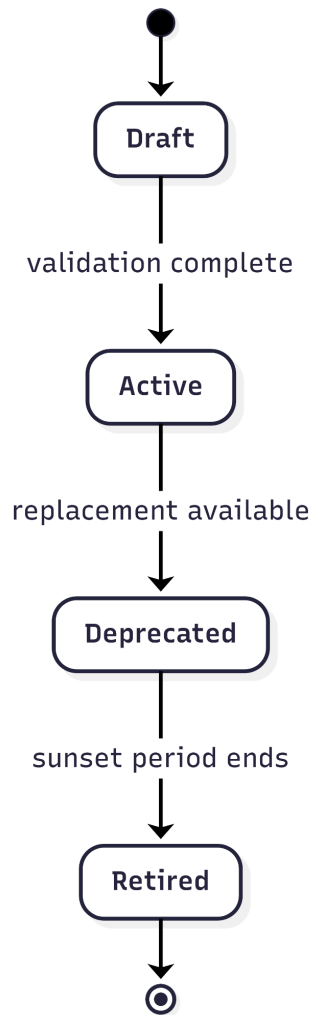 Draft
validation complete
Active
replacement available
Deprecated
sunset period ends
Retired